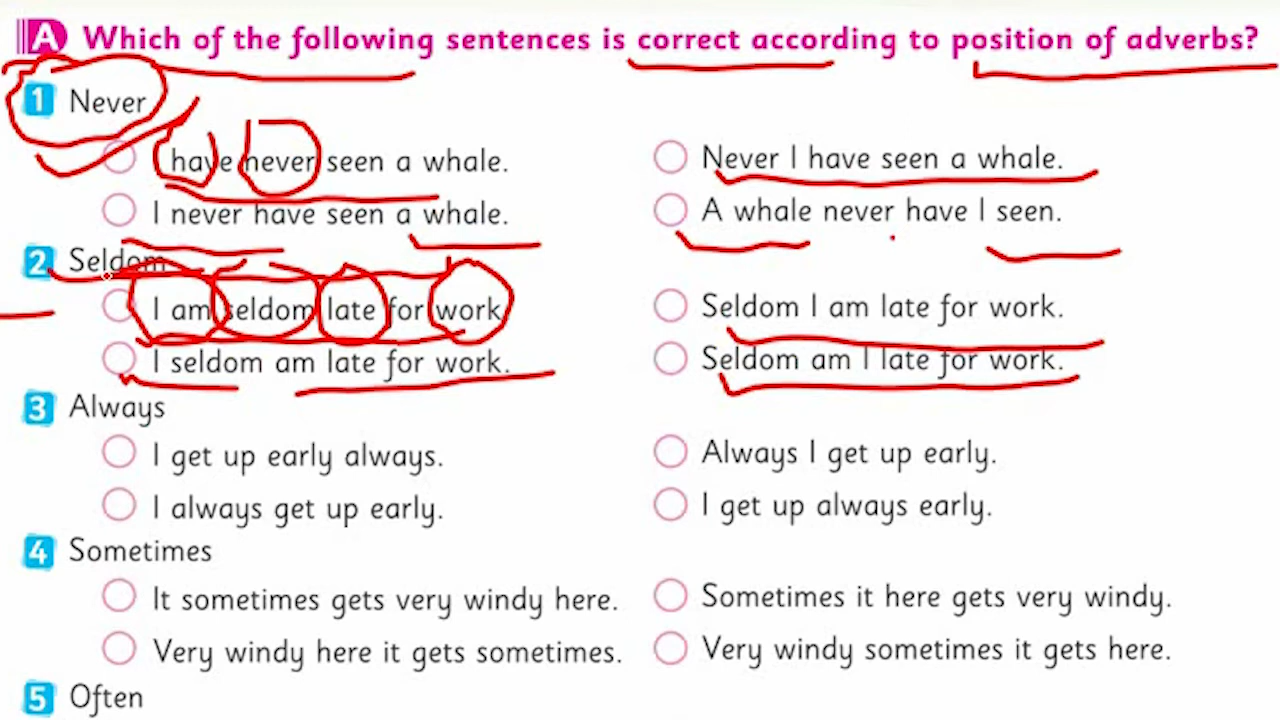 A Which of the following sentences is correct according to position of adverbs?
1 Never
I have never seen a whale. Never I have seen a whale.
I never have seen a whale. A whale never have I seen.
2 Seldom
I am seldom late for work. Seldom I am late for work.
I seldom am late for work. Seldom am I late for work.
3 Always
I get up early always. Always I get up early.
I always get up early. I get up always early.
4 Sometimes
It sometimes gets very windy here. Sometimes it here gets very windy.
Very windy here it gets sometimes. Very windy sometimes it gets here.
5 Often